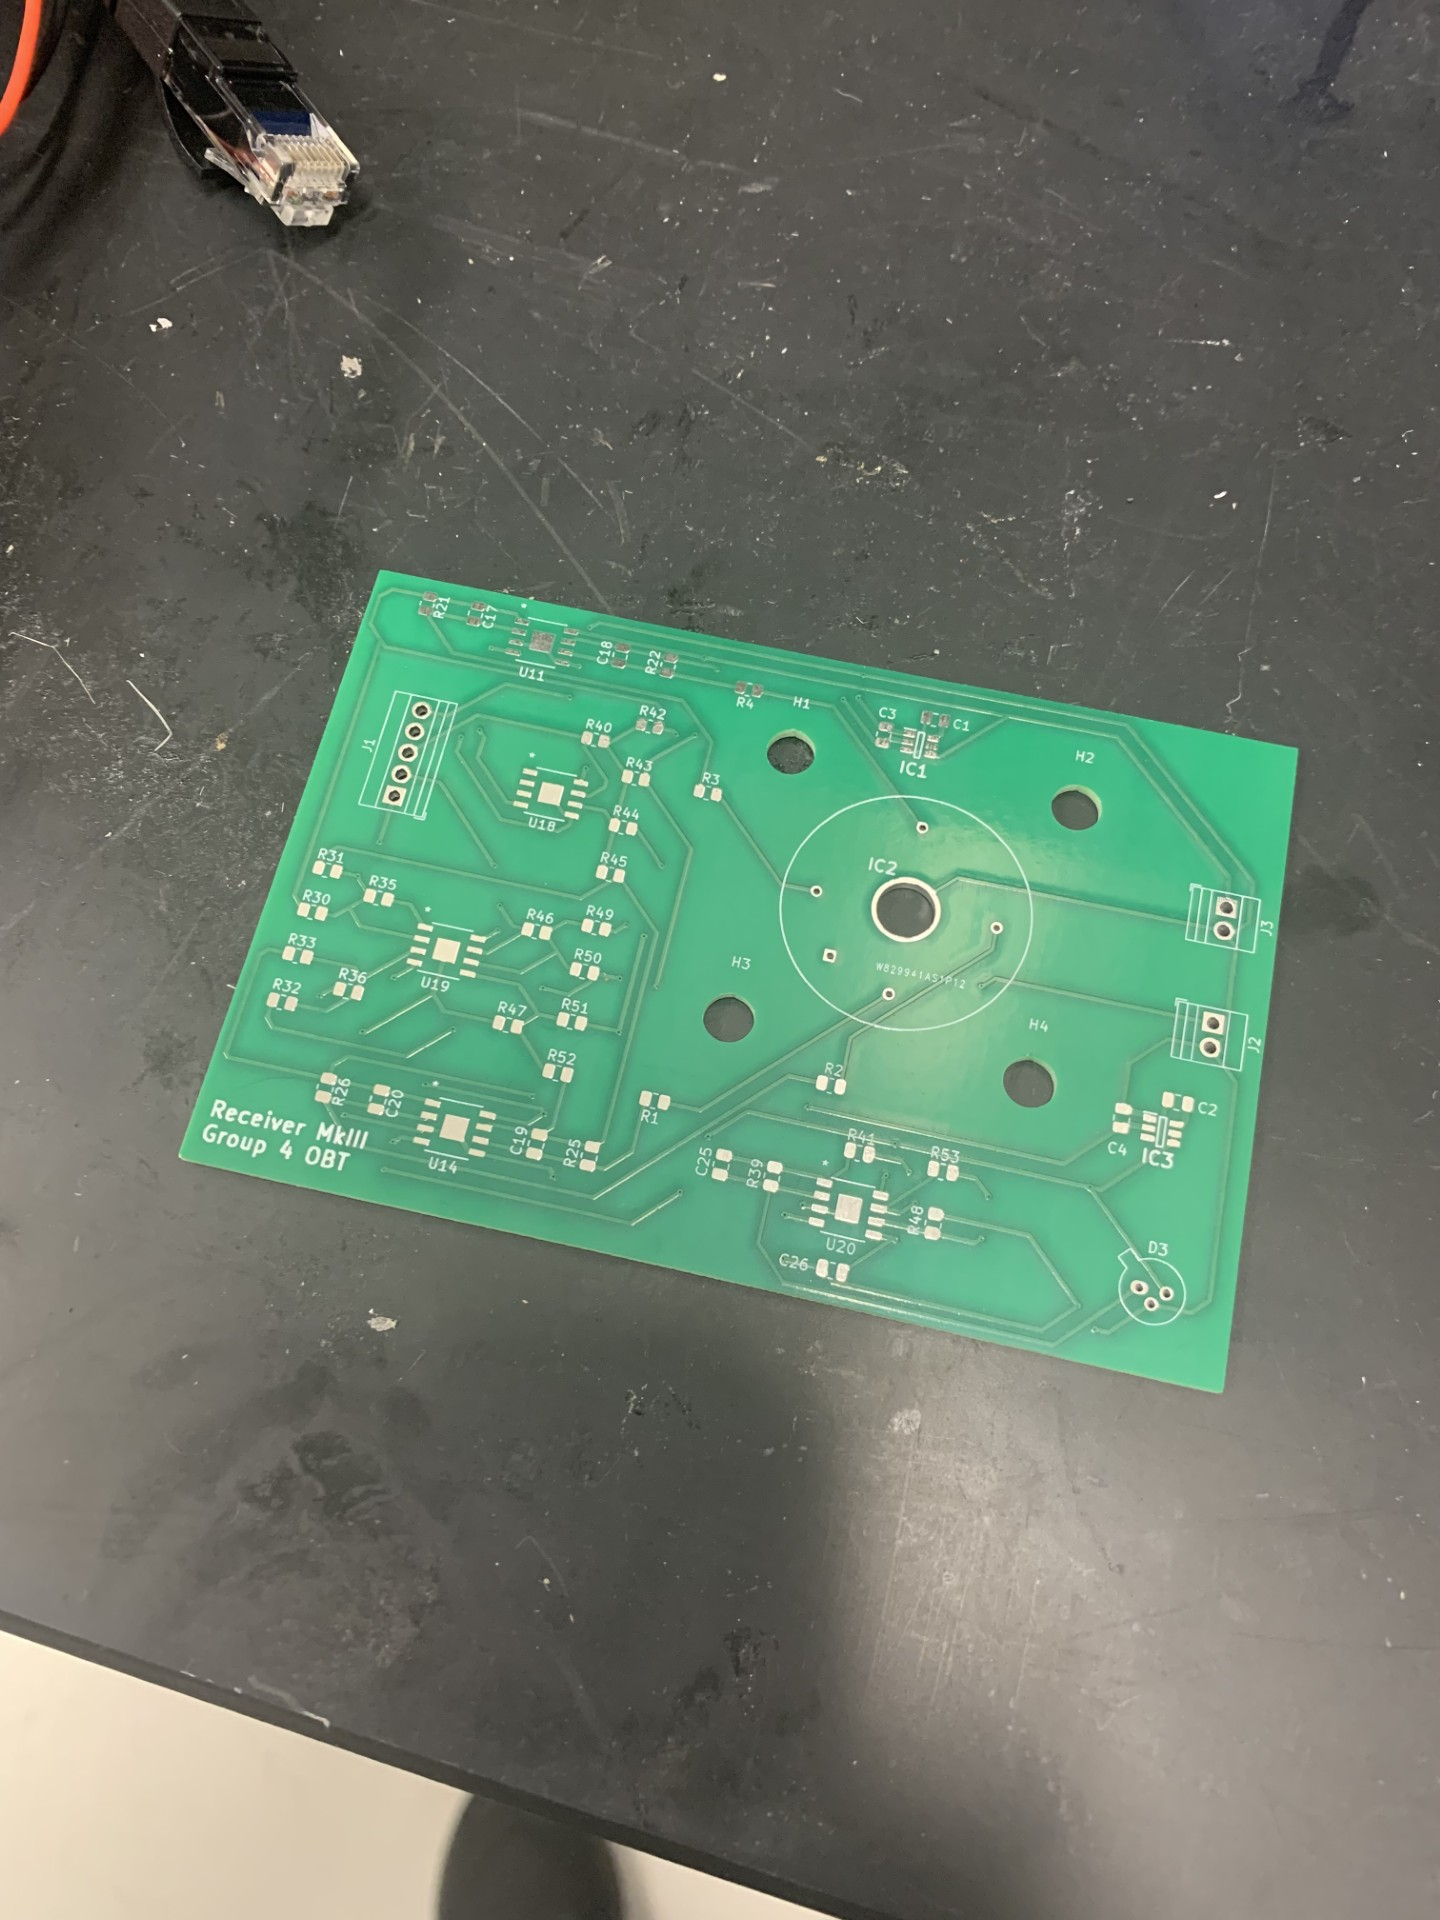 R21
C17
U11
C18
R22
R4
H1
C3
C1
IC1
H2
J1
R40
R42
R43
R3
U18
R44
R45
IC2
W829941AS1P12
J3
R31
R35
R30
R46
R49
R33
R36
U19
R50
R32
R47
R51
H3
H4
J2
R52
R2
R1
R26
C20
U14
C19
R25
Receiver MkIII
Group 4 OBT
C25
R39
R41
R53
R48
U20
C26
C2
C4
IC3
D3